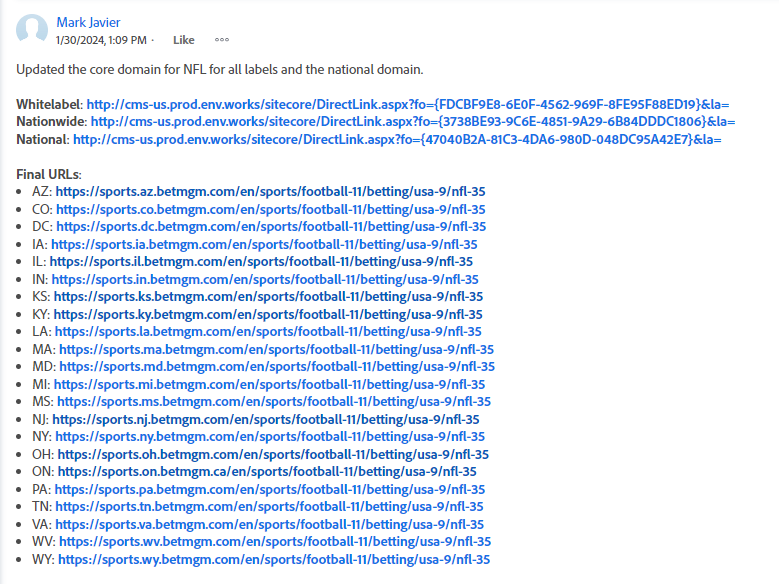 Mark Javier
1/30/2024, 1:09 PM · Like
Updated the core domain for NFL for all labels and the national domain.
Whitelabel: http://cms-us.prod.env.works/sitecore/DirectLink.aspx?fo={FDCBF9E8-6E0F-4562-969F-8FE95F88ED19}&la=
Nationwide: http://cms-us.prod.env.works/sitecore/DirectLink.aspx?fo={3738BE93-9C6E-4851-9A29-6B84DDDC1806}&la=
National: http://cms-us.prod.env.works/sitecore/DirectLink.aspx?fo={47040B2A-81C3-4DA6-980D-048DC95A42E7}&la=
Final URLs:
• AZ: https://sports.az.betmgm.com/en/sports/football-11/betting/usa-9/nfl-35
• CO: https://sports.co.betmgm.com/en/sports/football-11/betting/usa-9/nfl-35
• DC: https://sports.dc.betmgm.com/en/sports/football-11/betting/usa-9/nfl-35
• IA: https://sports.ia.betmgm.com/en/sports/football-11/betting/usa-9/nfl-35
• IL: https://sports.il.betmgm.com/en/sports/football-11/betting/usa-9/nfl-35
• IN: https://sports.in.betmgm.com/en/sports/football-11/betting/usa-9/nfl-35
• KS: https://sports.ks.betmgm.com/en/sports/football-11/betting/usa-9/nfl-35
• KY: https://sports.ky.betmgm.com/en/sports/football-11/betting/usa-9/nfl-35
• LA: https://sports.la.betmgm.com/en/sports/football-11/betting/usa-9/nfl-35
• MA: https://sports.ma.betmgm.com/en/sports/football-11/betting/usa-9/nfl-35
• MD: https://sports.md.betmgm.com/en/sports/football-11/betting/usa-9/nfl-35
• MI: https://sports.mi.betmgm.com/en/sports/football-11/betting/usa-9/nfl-35
• MS: https://sports.ms.betmgm.com/en/sports/football-11/betting/usa-9/nfl-35
• NJ: https://sports.nj.betmgm.com/en/sports/football-11/betting/usa-9/nfl-35
• NY: https://sports.ny.betmgm.com/en/sports/football-11/betting/usa-9/nfl-35
• OH: https://sports.oh.betmgm.com/en/sports/football-11/betting/usa-9/nfl-35
• ON: https://sports.on.betmgm.ca/en/sports/football-11/betting/usa-9/nfl-35
• PA: https://sports.pa.betmgm.com/en/sports/football-11/betting/usa-9/nfl-35
• TN: https://sports.tn.betmgm.com/en/sports/football-11/betting/usa-9/nfl-35
• VA: https://sports.va.betmgm.com/en/sports/football-11/betting/usa-9/nfl-35
• WV: https://sports.wv.betmgm.com/en/sports/football-11/betting/usa-9/nfl-35
• WY: https://sports.wy.betmgm.com/en/sports/football-11/betting/usa-9/nfl-35